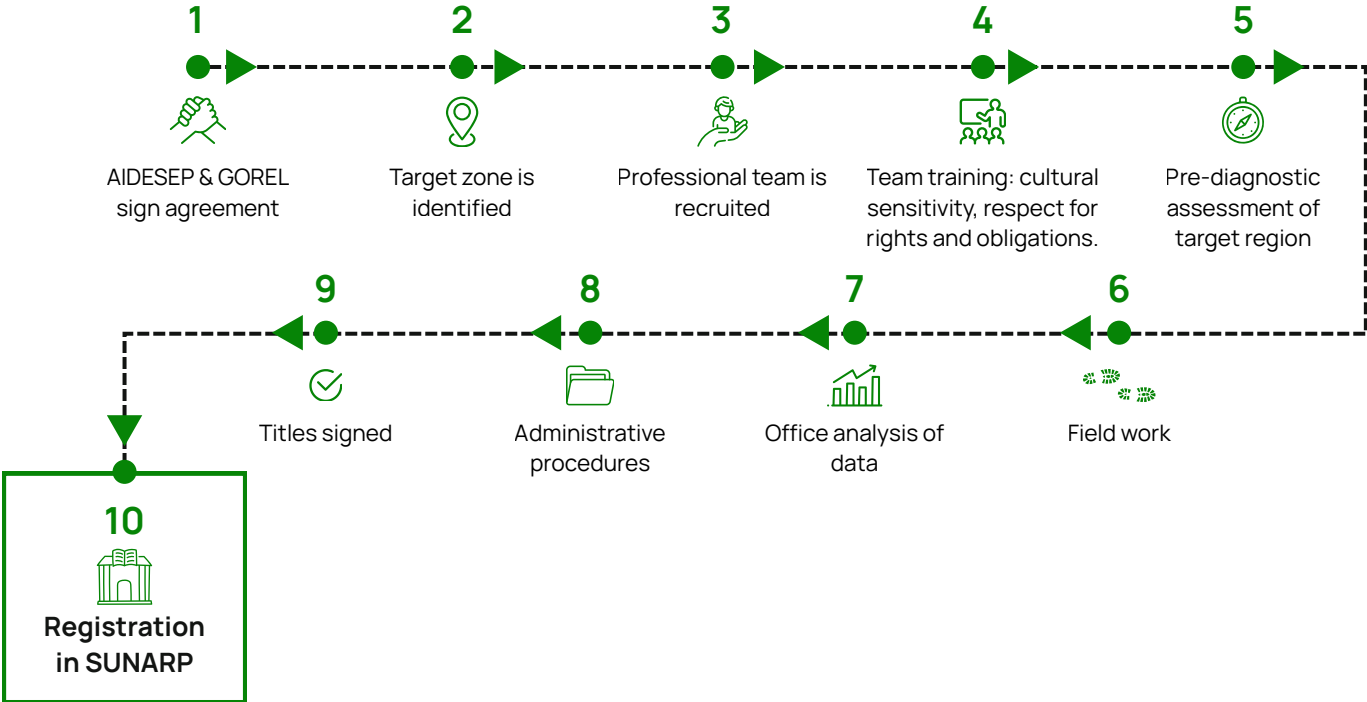 1
AIDESEP & GOREL
sign agreement
2
Target zone is
identified
3
Professional team is
recruited
4
Team training: cultural
sensitivity, respect for
rights and obligations.
5
Pre-diagnostic
assessment of
target region
6
Field work
7
Office analysis of
data
8
Administrative
procedures
9
Titles signed
10
Registration
in SUNARP